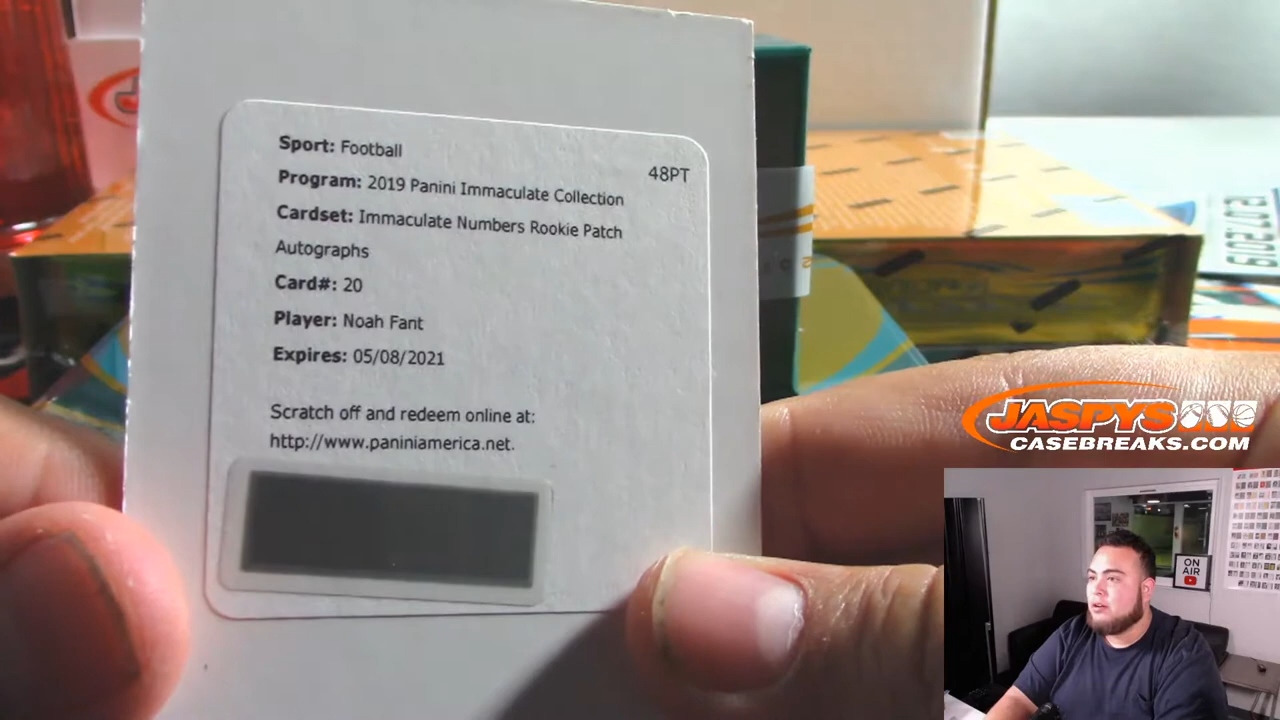 Sport: Football
48PT
Program: 2019 Panini Immaculate Collection
Cardset: Immaculate Numbers Rookie Patch
Autographs
Card#: 20
Player: Noah Fant
Expires: 05/08/2021
Scratch off and redeem online at:
http://www.paniniamerica.net.
JASPYS
CASEBREAKS.COM
ON
AIR